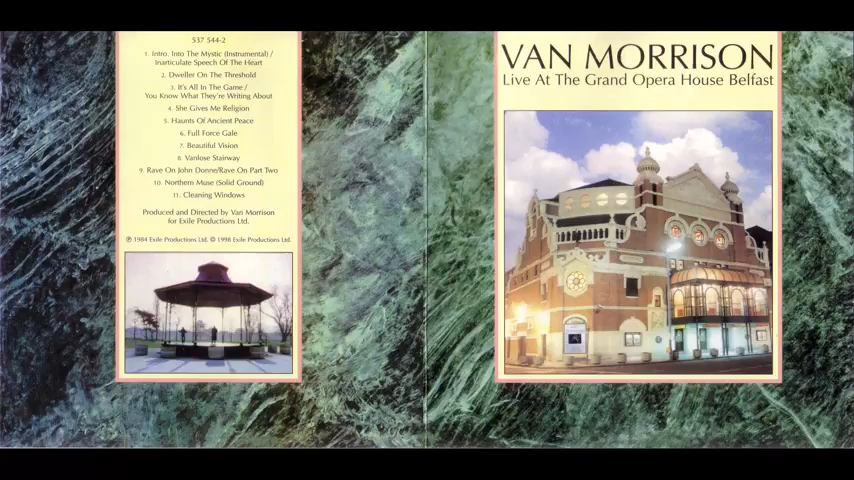 537 544-2
1. Intro. Into The Mystic (Instrumental) /
Inarticulate Speech Of The Heart
2. Dweller On The Threshold
3. It's All In The Game /
You Know What They're Writing About
4. She Gives Me Religion
5. Haunts Of Ancient Peace
6. Full Force Gale
7. Beautiful Vision
8. Vanlose Stairway
9. Rave On John Donne/Rave On Part Two
10. Northern Muse (Solid Ground)
11. Cleaning Windows
Produced and Directed by Van Morrison
for Exile Productions Ltd.
℗ 1984 Exile Productions Ltd. © 1998 Exile Productions Ltd.
VAN MORRISON
Live At The Grand Opera House Belfast